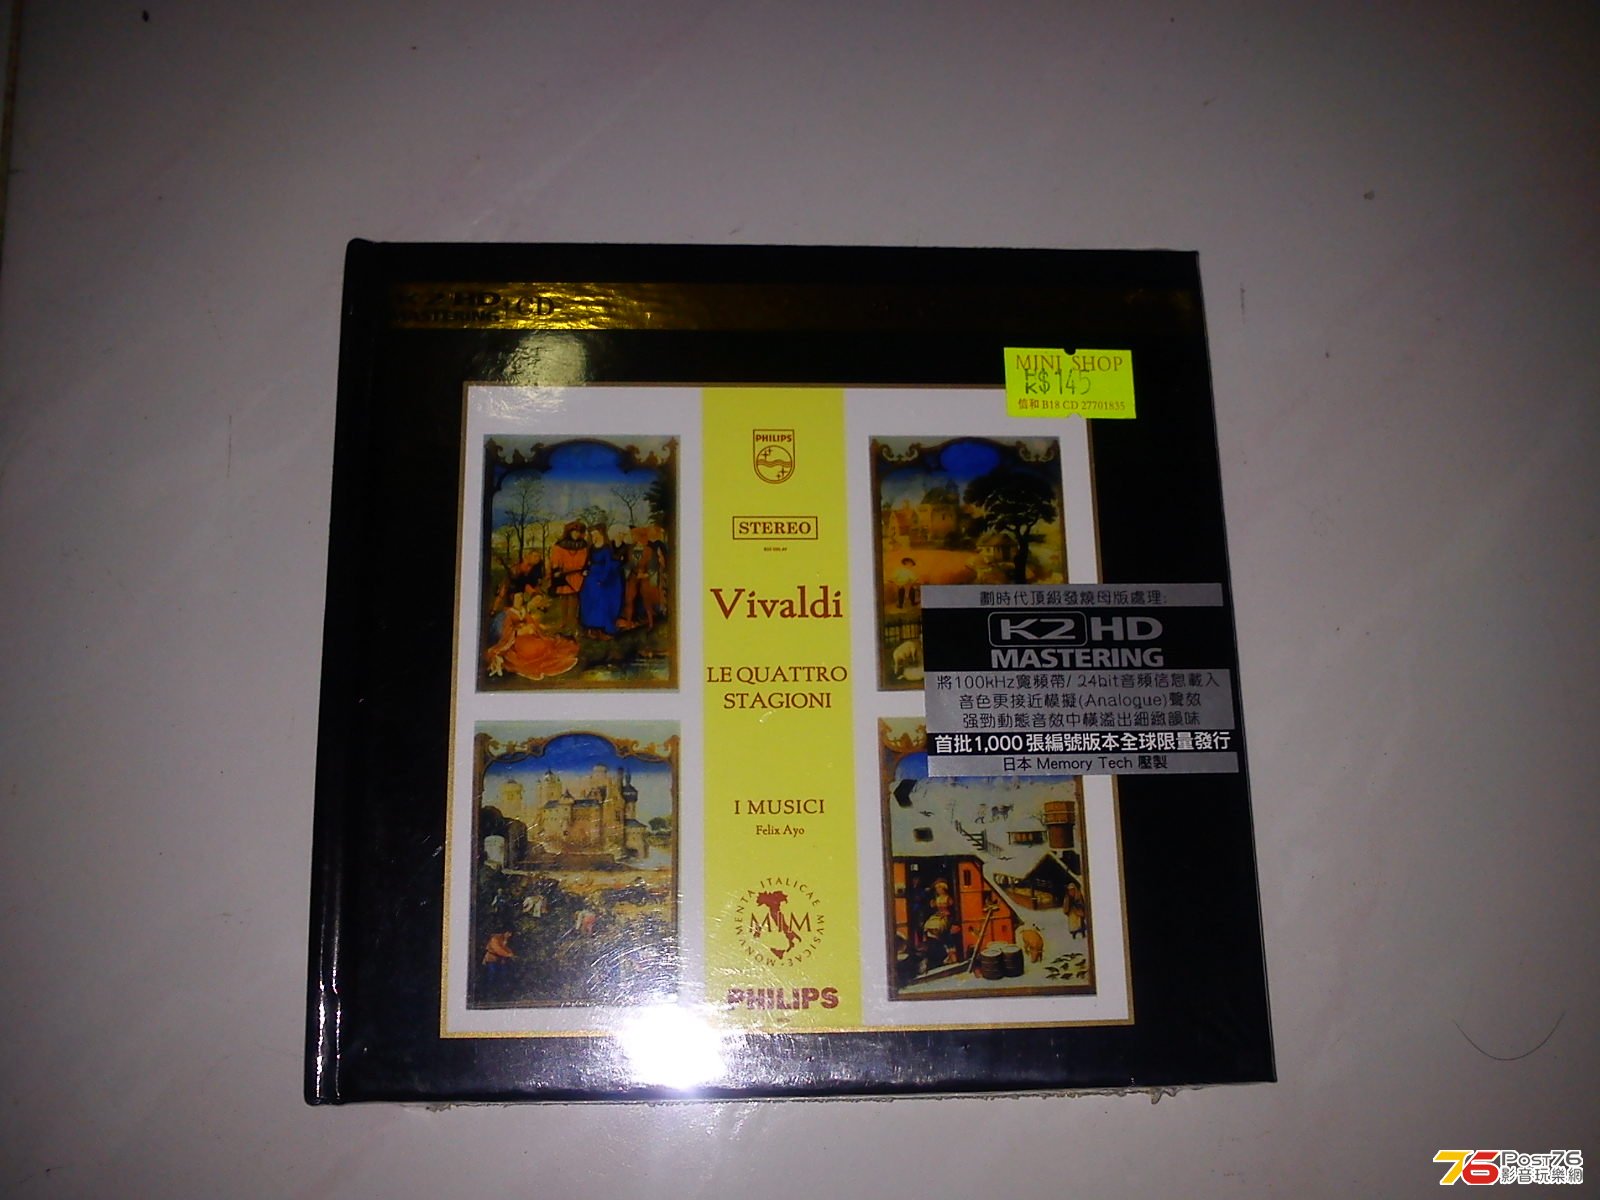 K2 HD
MASTERING+CD
MINI SHOP
K$145
信和 B18 CD 27701835
PHILIPS
STEREO
Vivaldi
LE QUATTRO
STAGIONI
I MUSICI
Felix Ayo
MONUMENTA ITALICAE MUSICAE
MIM
PHILIPS
劃時代頂級發燒母版處理:
K2 HD
MASTERING
將100kHz寬頻帶/ 24bit音頻信息載入
音色更接近模擬(Analogue)聲效
强勁動態音效中橫溢出細緻韻味
首批1,000張編號版本全球限量發行
日本 Memory Tech 壓製
76 Post76
影音玩樂網